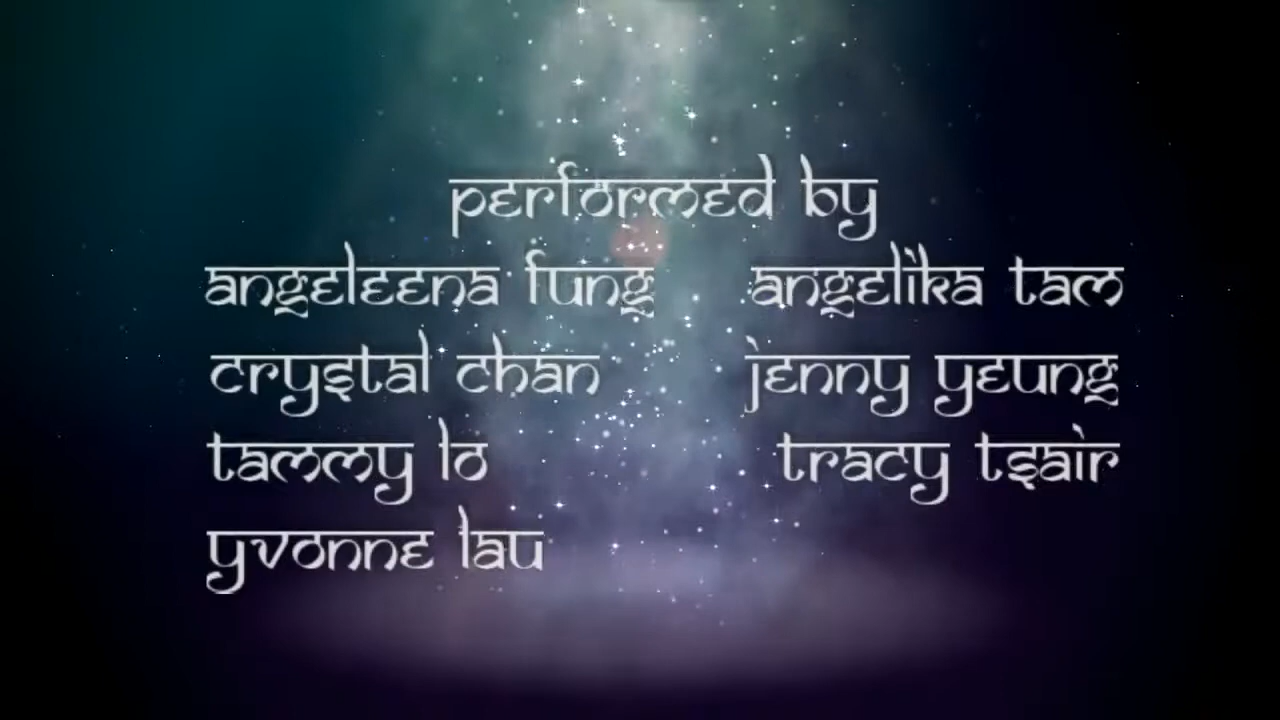 performed by
angeleena fung angelika tam
crystal chan jenny yeung
tammy lo tracy tsair
yvonne lau